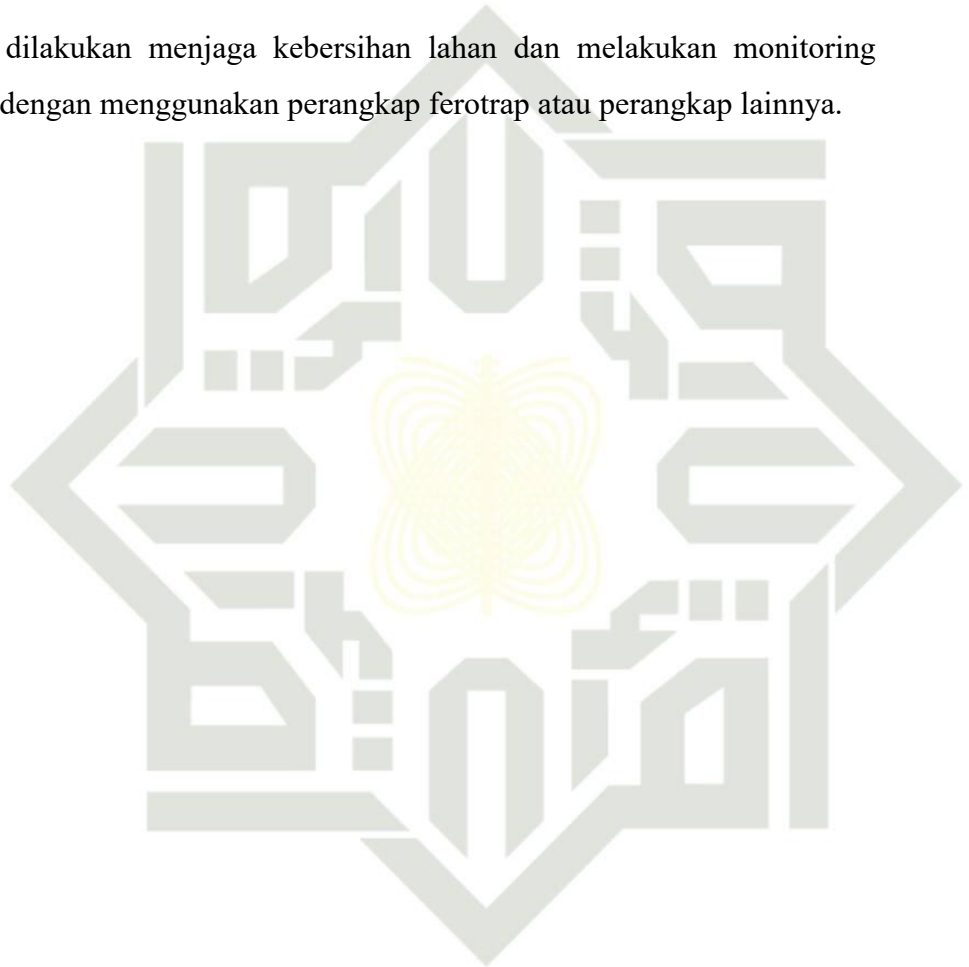 dilakukan menjaga kebersihan lahan dan melakukan monitoring
dengan menggunakan perangkap ferotrap atau perangkap lainnya.